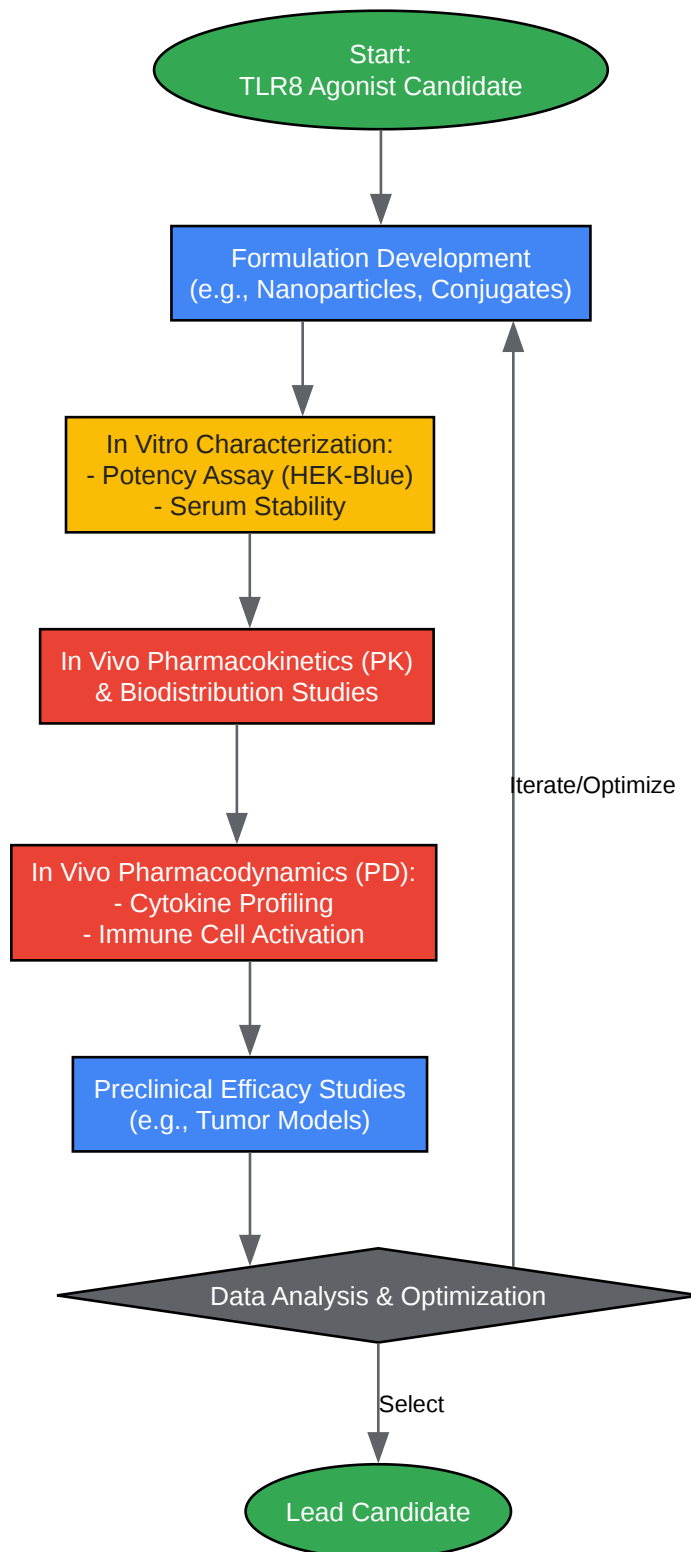 Start:
TLR8 Agonist Candidate
Formulation Development
(e.g., Nanoparticles, Conjugates)
In Vitro Characterization:
- Potency Assay (HEK-Blue)
- Serum Stability
In Vivo Pharmacokinetics (PK)
& Biodistribution Studies
Iterate/Optimize
In Vivo Pharmacodynamics (PD):
- Cytokine Profiling
- Immune Cell Activation
Preclinical Efficacy Studies
(e.g., Tumor Models)
Data Analysis & Optimization
Select
Lead Candidate